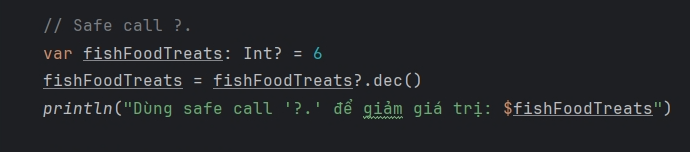 // Safe call ?.
var fishFoodTreats: Int? = 6
fishFoodTreats = fishFoodTreats?.dec()
println("Dùng safe call '?.' để giảm giá trị: $fishFoodTreats")